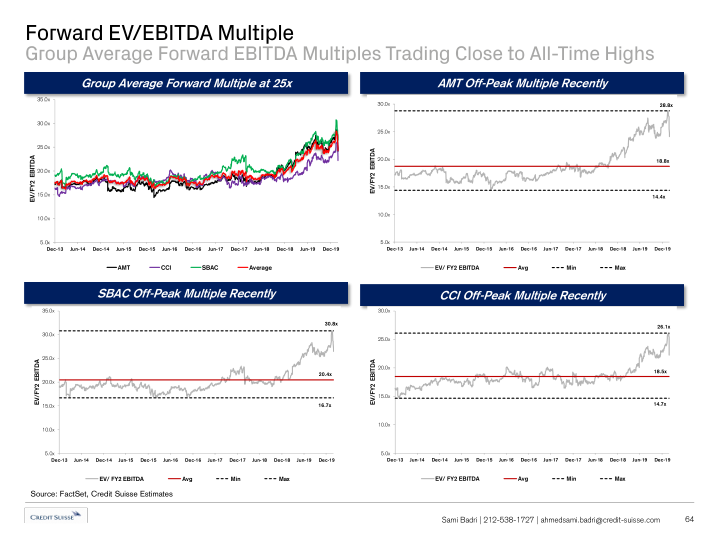 Forward EV/EBITDA Multiple
Group Average Forward EBITDA Multiples Trading Close to All-Time Highs
Group Average Forward Multiple at 25x
35.0x
30.0x
25.0x
20.0x
15.0x
10.0x
5.0x
EV/ FY2 EBITDA
Dec-13 Jun-14 Dec-14 Jun-15 Dec-15 Jun-16 Dec-16 Jun-17 Dec-17 Jun-18 Dec-18 Jun-19 Dec-19
AMT CCI SBAC Average
AMT Off-Peak Multiple Recently
30.0x
25.0x
20.0x
15.0x
10.0x
5.0x
EV/ FY2 EBITDA
28.8x
18.8x
14.4x
Dec-13 Jun-14 Dec-14 Jun-15 Dec-15 Jun-16 Dec-16 Jun-17 Dec-17 Jun-18 Dec-18 Jun-19 Dec-19
EV/ FY2 EBITDA Avg Min Max
SBAC Off-Peak Multiple Recently
35.0x
30.0x
25.0x
20.0x
15.0x
10.0x
5.0x
EV/ FY2 EBITDA
30.8x
20.4x
16.7x
Dec-13 Jun-14 Dec-14 Jun-15 Dec-15 Jun-16 Dec-16 Jun-17 Dec-17 Jun-18 Dec-18 Jun-19 Dec-19
EV/ FY2 EBITDA Avg Min Max
CCI Off-Peak Multiple Recently
30.0x
25.0x
20.0x
15.0x
10.0x
5.0x
EV/ FY2 EBITDA
26.1x
18.5x
14.7x
Dec-13 Jun-14 Dec-14 Jun-15 Dec-15 Jun-16 Dec-16 Jun-17 Dec-17 Jun-18 Dec-18 Jun-19 Dec-19
EV/ FY2 EBITDA Avg Min Max
Source: FactSet, Credit Suisse Estimates
CREDIT SUISSE
Sami Badri | 212-538-1727 | ahmedsami.badri@credit-suisse.com 64